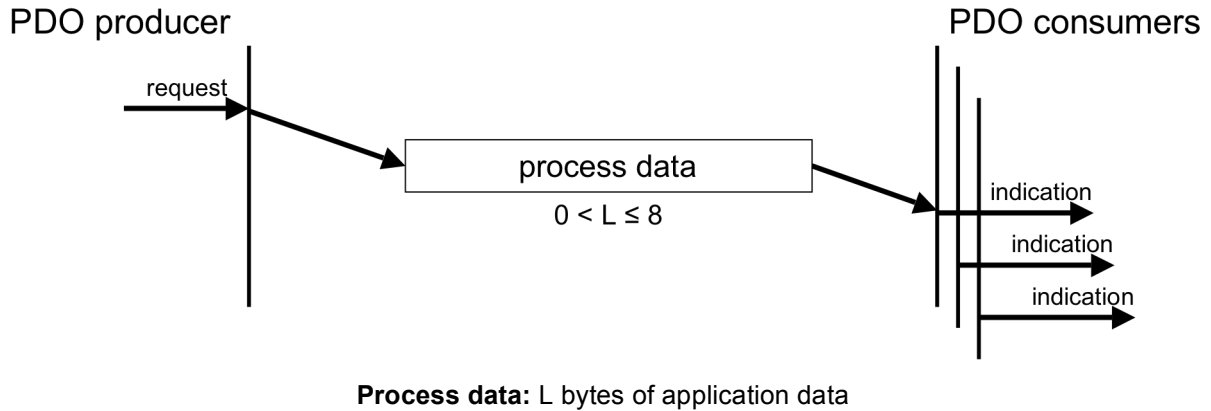 PDO producer
PDO consumers
request
process data
0 < L ≤ 8
indication
indication
indication
Process data: L bytes of application data